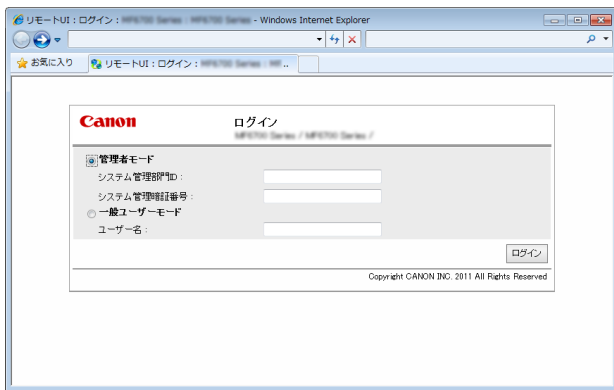 リモートUI：ログイン： - Windows Internet Explorer
お気に入り
リモートUI：ログイン：
Canon
ログイン
管理者モード
システム管理部門ID：
システム管理暗証番号：
一般ユーザーモード
ユーザー名：
ログイン
Copyright CANON INC. 2011 All Rights Reserved